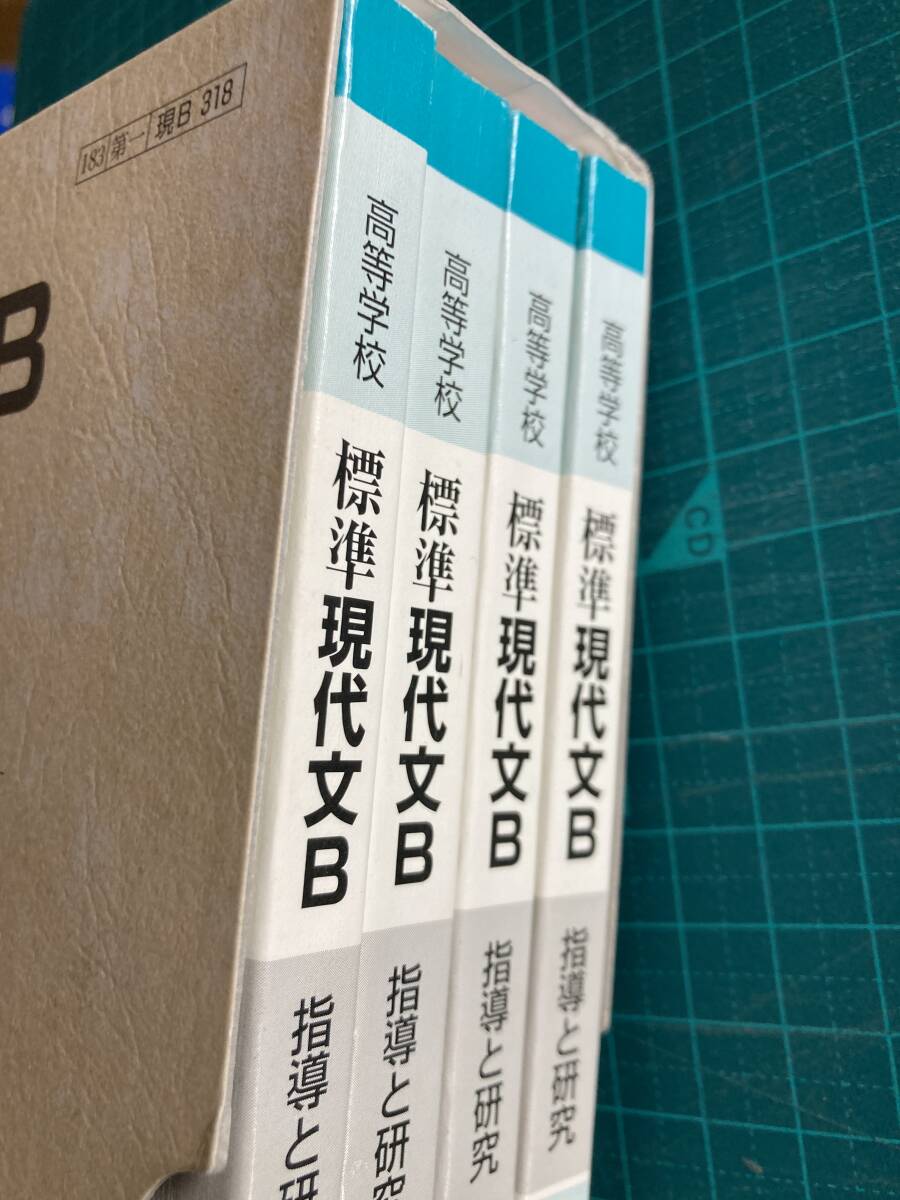 183 第一 現B 318
B
高等学校 標準現代文B 指導と研
高等学校 標準現代文B 指導と研究
高等学校 標準現代文B 指導と研究
高等学校 標準現代文B 指導と研究
CD